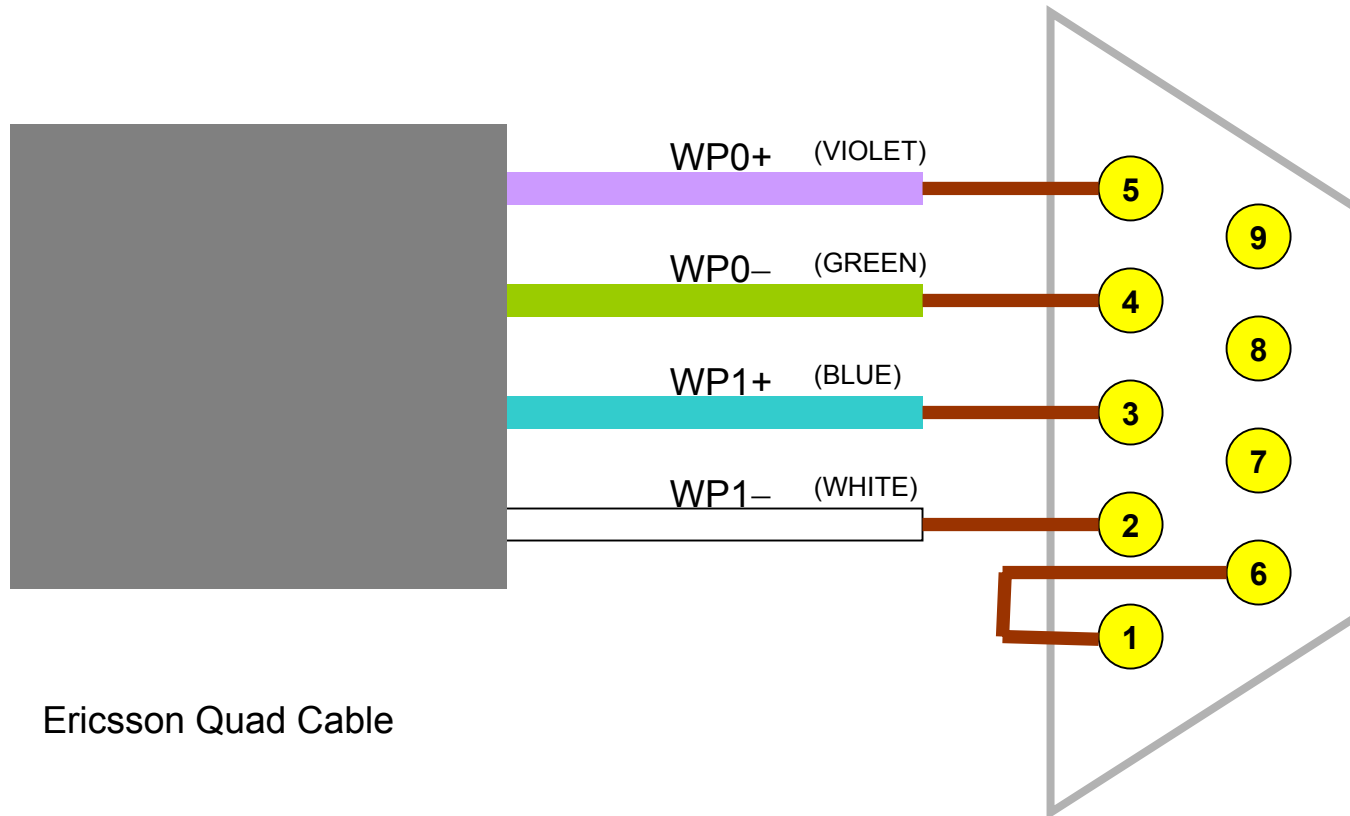 WP0+ (VIOLET)
5
9
WP0– (GREEN)
4
8
WP1+ (BLUE)
3
7
WP1– (WHITE)
2
6
1
Ericsson Quad Cable